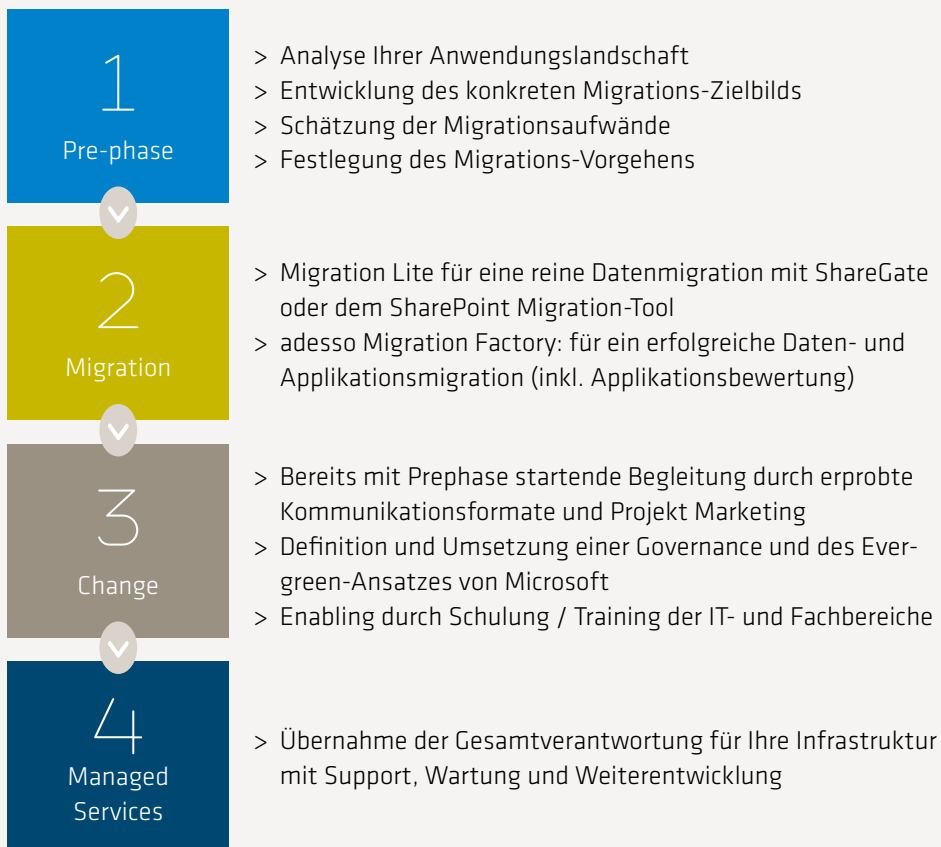 1
Pre-phase
> Analyse Ihrer Anwendungslandschaft
> Entwicklung des konkreten Migrations-Zielbilds
> Schätzung der Migrationsaufwände
> Festlegung des Migrations-Vorgehens
2
Migration
> Migration Lite für eine reine Datenmigration mit ShareGate
oder dem SharePoint Migration-Tool
> adesso Migration Factory: für ein erfolgreiche Daten- und
Applikationsmigration (inkl. Applikationsbewertung)
3
Change
> Bereits mit Prephase startende Begleitung durch erprobte
Kommunikationsformate und Projekt Marketing
> Definition und Umsetzung einer Governance und des Ever-
green-Ansatzes von Microsoft
> Enabling durch Schulung / Training der IT- und Fachbereiche
4
Managed
Services
> Übernahme der Gesamtverantwortung für Ihre Infrastruktur
mit Support, Wartung und Weiterentwicklung